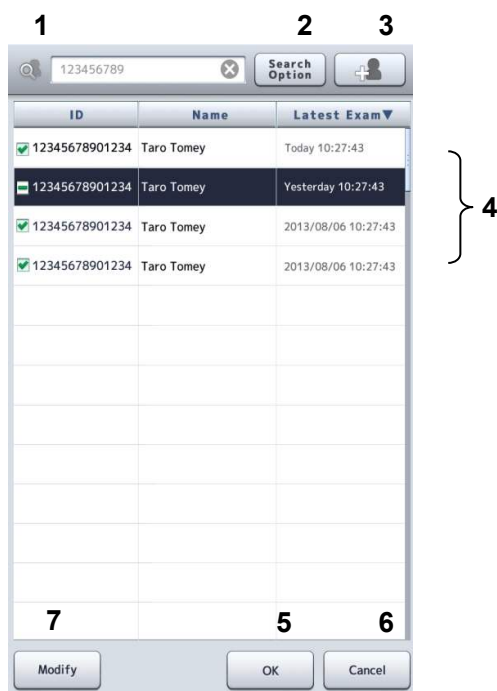 1 2 3
123456789 Search Option
ID Name Latest Exam▼
12345678901234 Taro Tomey Today 10:27:43
12345678901234 Taro Tomey Yesterday 10:27:43
12345678901234 Taro Tomey 2013/08/06 10:27:43
12345678901234 Taro Tomey 2013/08/06 10:27:43
4
7 5 6
Modify OK Cancel